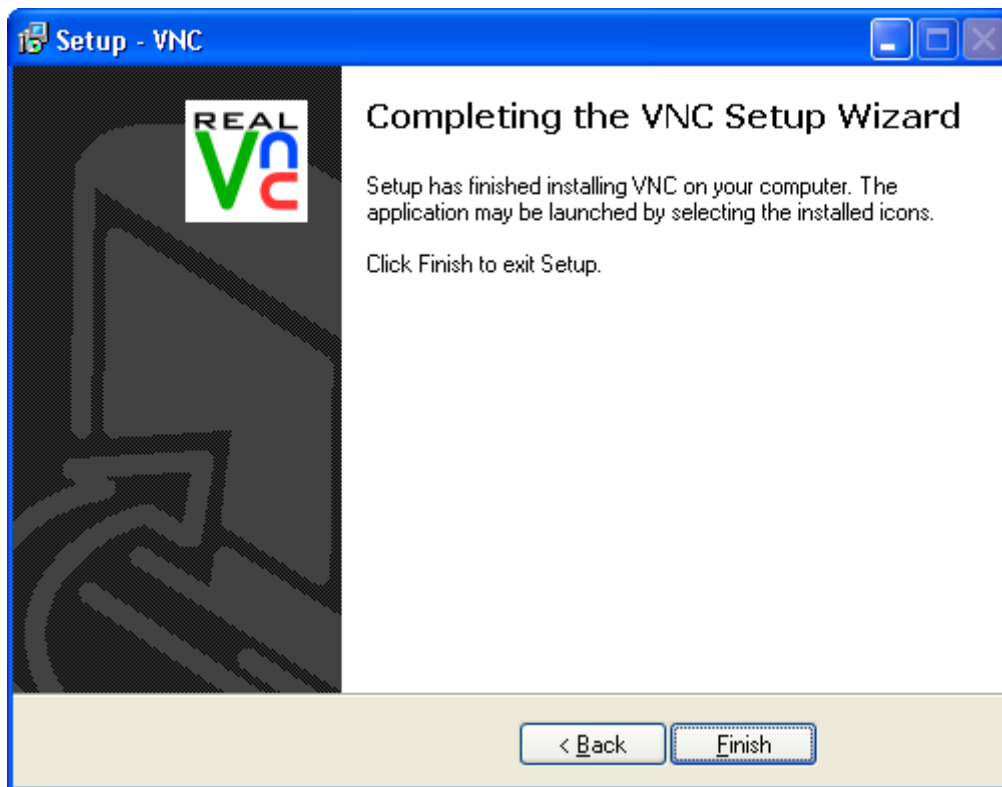 Setup - VNC
REAL
VNC
Completing the VNC Setup Wizard
Setup has finished installing VNC on your computer. The
application may be launched by selecting the installed icons.
Click Finish to exit Setup.
< Back
Finish